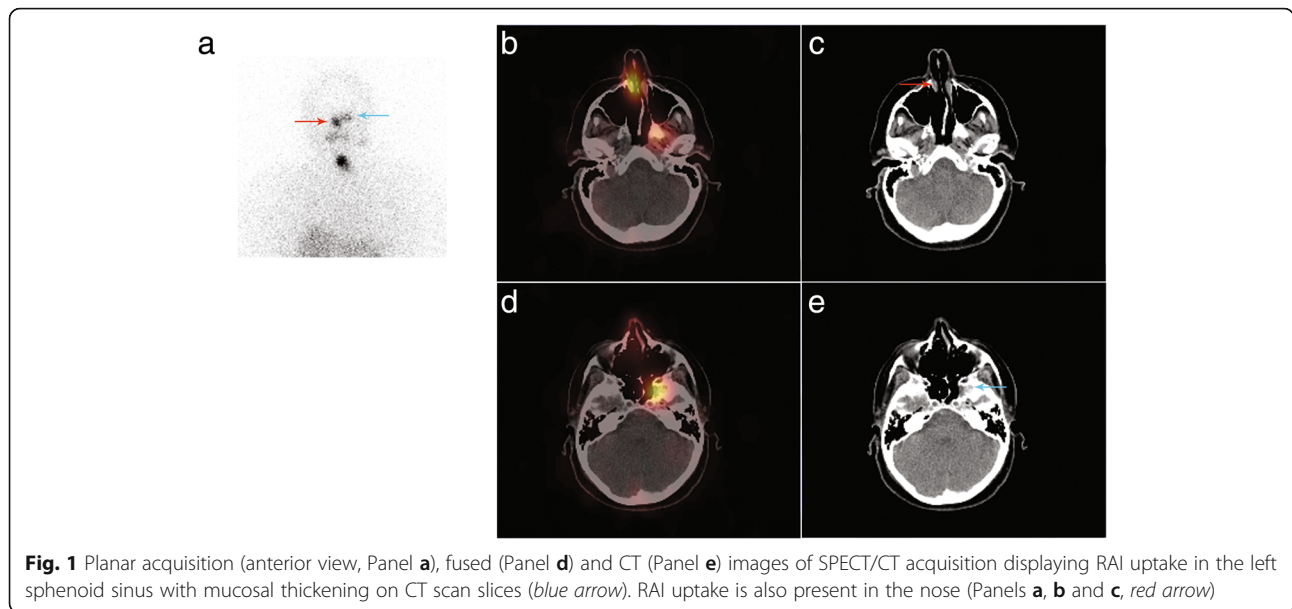 a
b
c
d
e
Fig. 1 Planar acquisition (anterior view, Panel a), fused (Panel d) and CT (Panel e) images of SPECT/CT acquisition displaying RAI uptake in the left
sphenoid sinus with mucosal thickening on CT scan slices (blue arrow). RAI uptake is also present in the nose (Panels a, b and c, red arrow)